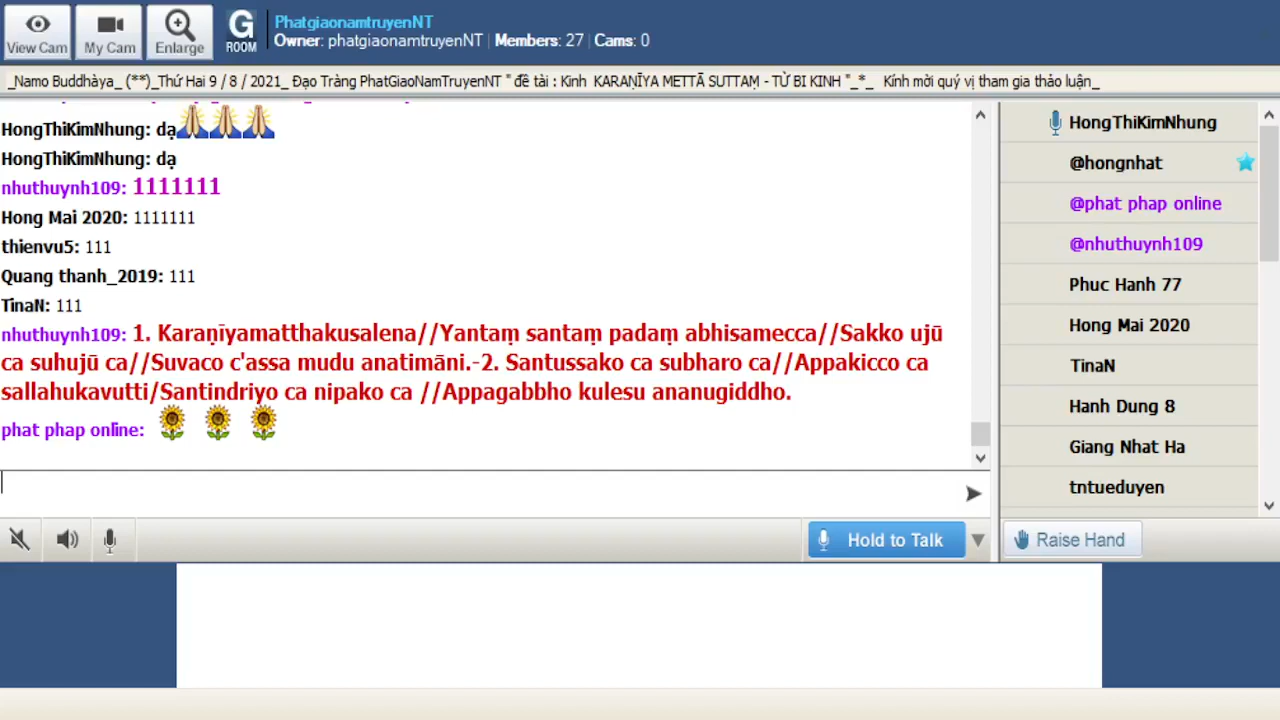 PhatgiaonamtruyenNT
View Cam
My Cam
Enlarge
G
ROOM
Owner: phatgiaonamtruyenNT | Members: 27 | Cams: 0
_Namo Buddhàya_ (**)_Thứ Hai 9 / 8 / 2021_ Đạo Tràng PhatGiaoNamTruyenNT " đề tài : Kinh KARAṆĪYA METTĀ SUTTAṂ - TỪ BI KINH "_*_ Kính mời quý vị tham gia thảo luận_
HongThiKimNhung: dạ
HongThiKimNhung: dạ
nhuthuynh109: 1111111
Hong Mai 2020: 1111111
thienvu5: 111
Quang thanh_2019: 111
TinaN: 111
nhuthuynh109: 1. Karaṇīyamatthakusalena//Yantaṃ santaṃ padaṃ abhisamecca//Sakko ujū
ca suhujū ca//Suvaco c'assa mudu anatimāni.-2. Santussako ca subharo ca//Appakicco ca
sallahukavutti/Santindriyo ca nipako ca //Appagabbho kulesu ananugiddho.
phat phap online:
HongThiKimNhung
@hongnhat
@phat phap online
@nhuthuynh109
Phuc Hanh 77
Hong Mai 2020
TinaN
Hanh Dung 8
Giang Nhat Ha
tntueduyen
Hold to Talk
Raise Hand